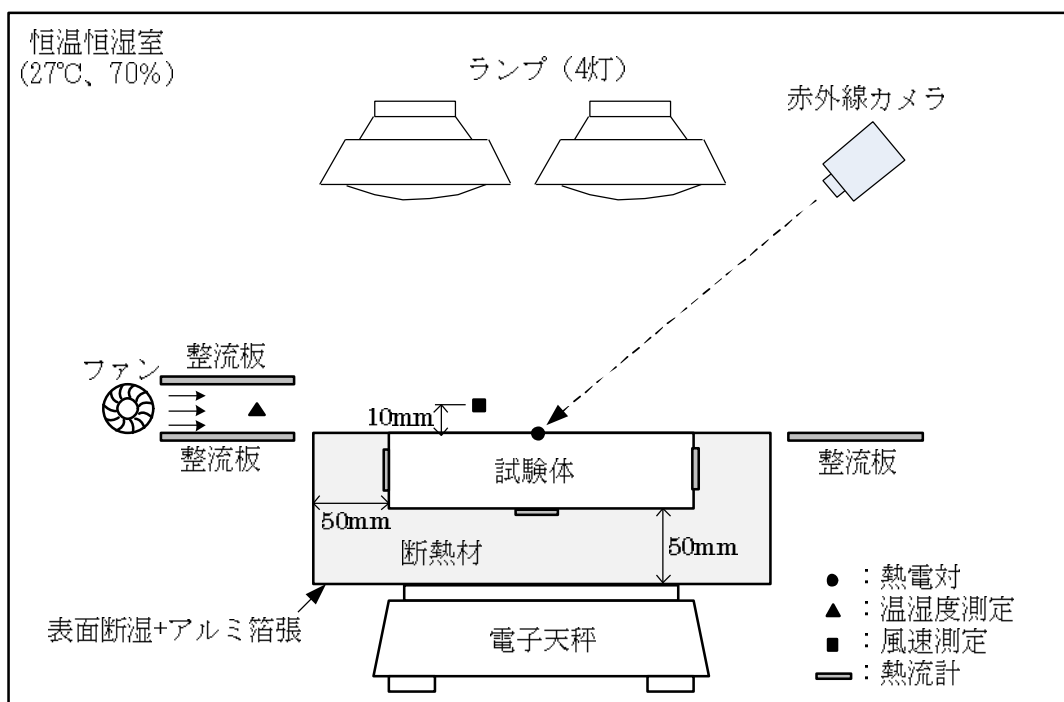 恒温恒湿室
(27℃、70%)
ランプ（4灯）
赤外線カメラ
整流板
ファン
10mm
整流板
試験体
整流板
50mm
50mm
断熱材
表面断湿+アルミ箔張
電子天秤
：熱電対
：温湿度測定
：風速測定
：熱流計